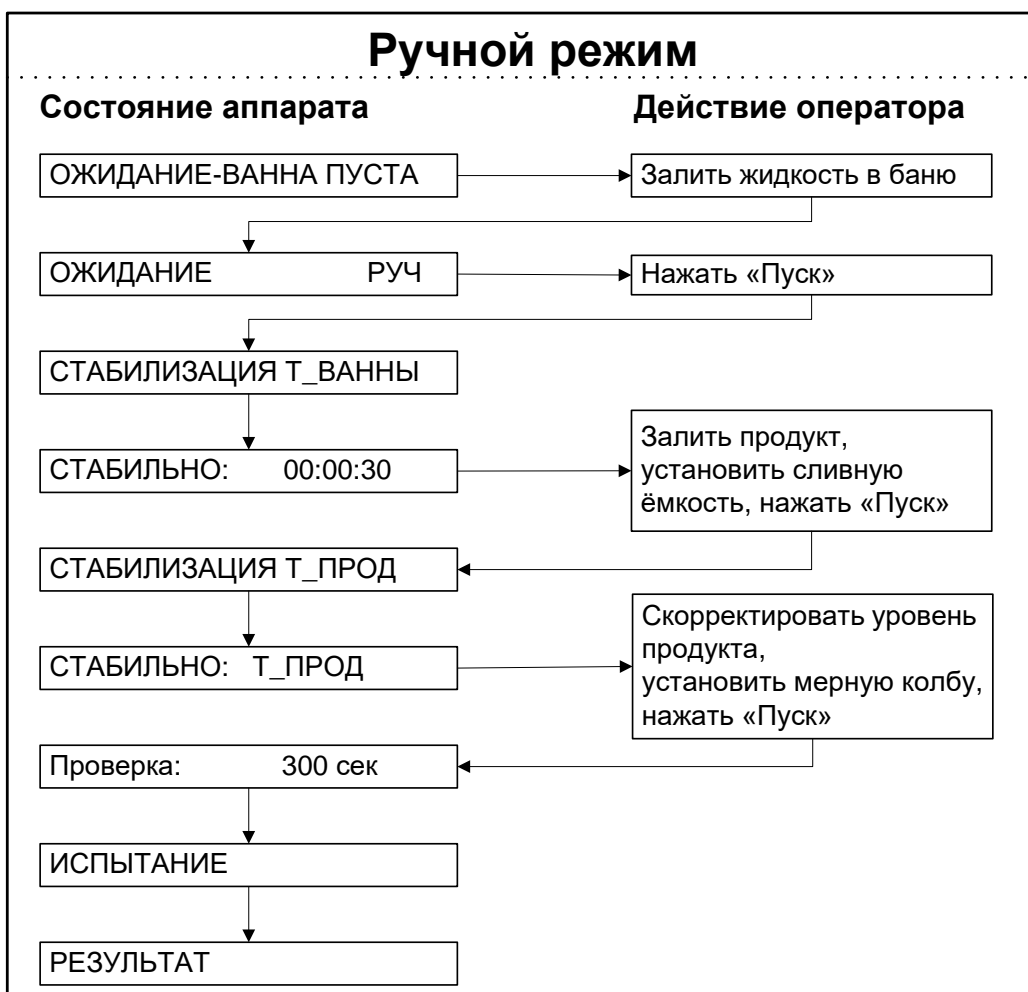 Ручной режим
Состояние аппарата
Действие оператора
ОЖИДАНИЕ-ВАННА ПУСТА
Залить жидкость в баню
ОЖИДАНИЕ РУЧ
Нажать «Пуск»
СТАБИЛИЗАЦИЯ Т_ВАННЫ
СТАБИЛЬНО: 00:00:30
Залить продукт,
установить сливную
ёмкость, нажать «Пуск»
СТАБИЛИЗАЦИЯ Т_ПРОД
СТАБИЛЬНО: Т_ПРОД
Скорректировать уровень
продукта,
установить мерную колбу,
нажать «Пуск»
Проверка: 300 сек
ИСПЫТАНИЕ
РЕЗУЛЬТАТ